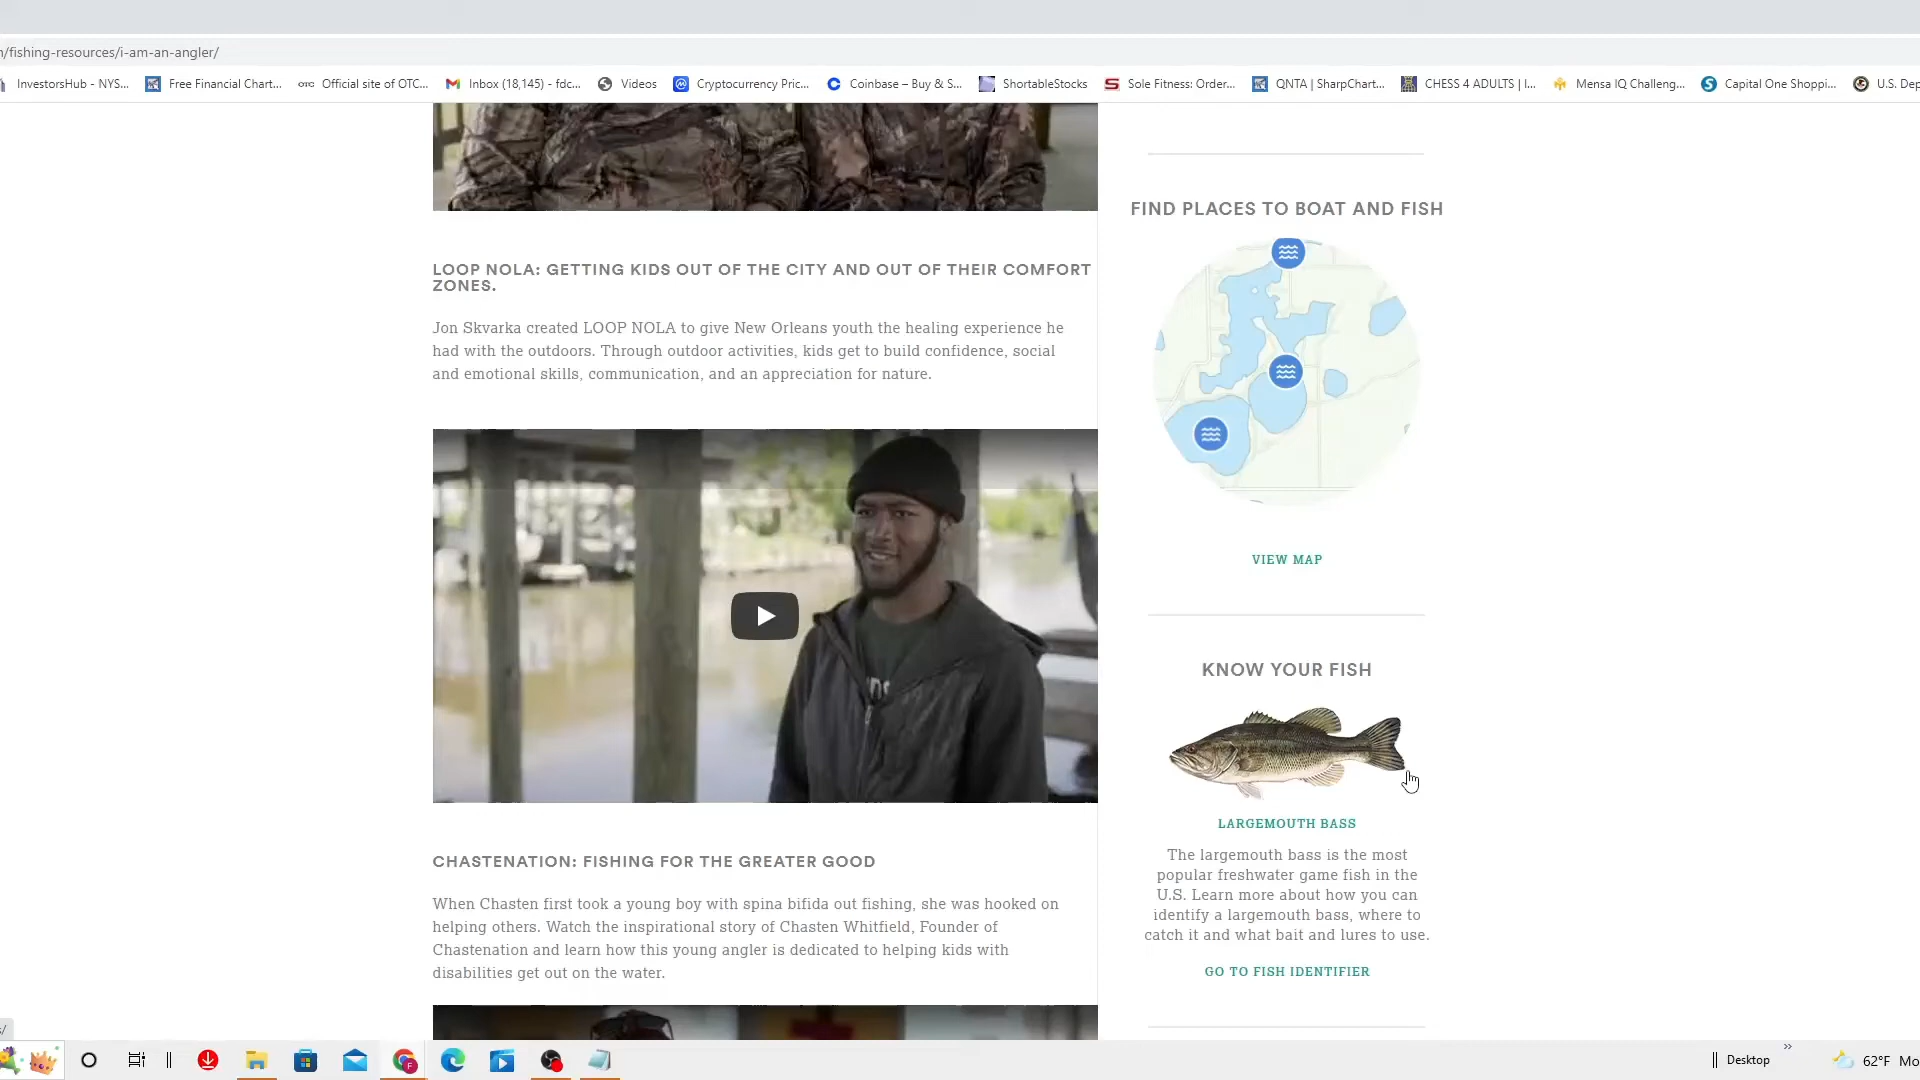 /fishing-resources/i-am-an-angler/
InvestorsHub - NYS... Free Financial Chart... OTC Official site of OTC... Inbox (18,145) - fdc... Videos Cryptocurrency Pric... Coinbase – Buy & S... ShortableStocks Sole Fitness: Order... QNTA | SharpChart... CHESS 4 ADULTS | I... Mensa IQ Challeng... Capital One Shoppi... U.S. Dep
LOOP NOLA: GETTING KIDS OUT OF THE CITY AND OUT OF THEIR COMFORT
ZONES.
Jon Skvarka created LOOP NOLA to give New Orleans youth the healing experience he
had with the outdoors. Through outdoor activities, kids get to build confidence, social
and emotional skills, communication, and an appreciation for nature.
CHASTENATION: FISHING FOR THE GREATER GOOD
When Chasten first took a young boy with spina bifida out fishing, she was hooked on
helping others. Watch the inspirational story of Chasten Whitfield, Founder of
Chastenation and learn how this young angler is dedicated to helping kids with
disabilities get out on the water.
FIND PLACES TO BOAT AND FISH
VIEW MAP
KNOW YOUR FISH
LARGEMOUTH BASS
The largemouth bass is the most
popular freshwater game fish in the
U.S. Learn more about how you can
identify a largemouth bass, where to
catch it and what bait and lures to use.
GO TO FISH IDENTIFIER
Desktop
62°F Mo